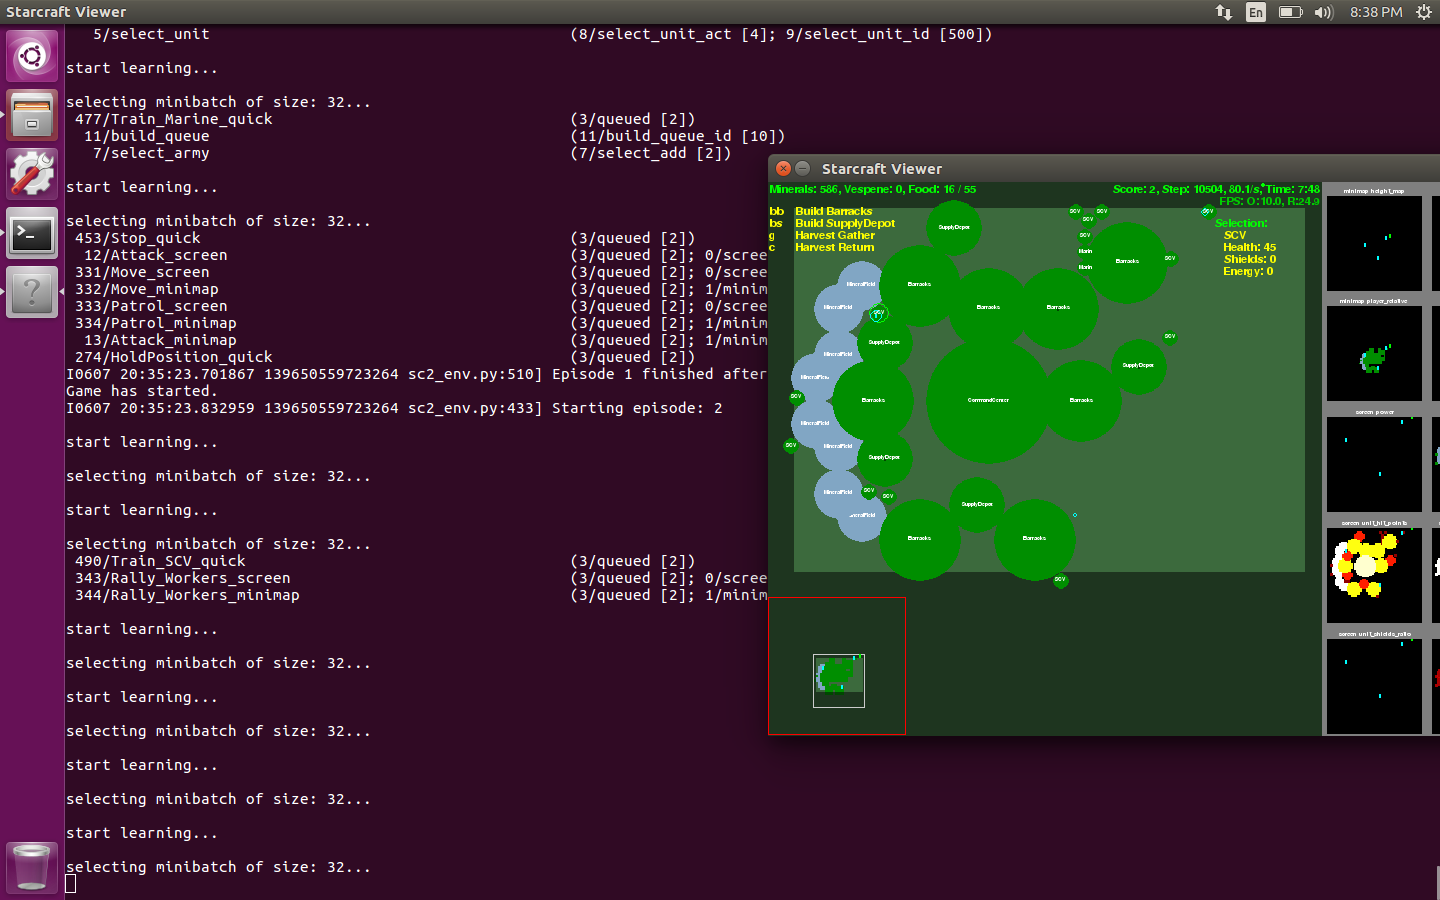 Starcraft Viewer
En
8:38 PM
5/select_unit (8/select_unit_act [4]; 9/select_unit_id [500])
start learning...
selecting minibatch of size: 32...
477/Train_Marine_quick (3/queued [2])
11/build_queue (11/build_queue_id [10])
7/select_army (7/select_add [2])
start learning...
selecting minibatch of size: 32...
453/Stop_quick (3/queued [2])
12/Attack_screen (3/queued [2]; 0/scree
331/Move_screen (3/queued [2]; 0/scree
332/Move_minimap (3/queued [2]; 1/minim
333/Patrol_screen (3/queued [2]; 0/scree
334/Patrol_minimap (3/queued [2]; 1/minim
13/Attack_minimap (3/queued [2]; 1/minim
274/HoldPosition_quick (3/queued [2])
I0607 20:35:23.701867 139650559723264 sc2_env.py:510] Episode 1 finished after
Game has started.
I0607 20:35:23.832959 139650559723264 sc2_env.py:433] Starting episode: 2
start learning...
selecting minibatch of size: 32...
start learning...
selecting minibatch of size: 32...
490/Train_SCV_quick (3/queued [2])
343/Rally_Workers_screen (3/queued [2]; 0/scree
344/Rally_Workers_minimap (3/queued [2]; 1/minim
start learning...
selecting minibatch of size: 32...
start learning...
selecting minibatch of size: 32...
start learning...
selecting minibatch of size: 32...
start learning...
selecting minibatch of size: 32...
Starcraft Viewer
Minerals: 586, Vespene: 0, Food: 16 / 55
Score: 2, Step: 10504, 80.1/s, Time: 7:48
FPS: O:10.0, R:24.9
bb Build Barracks
bs Build SupplyDepot
g Harvest Gather
c Harvest Return
Selection:
SCV
Health: 45
Shields: 0
Energy: 0
SCV
SCV
SCV
SCV
SupplyDepot
SCV
Marin
SCV
Barracks
Marin
MineralField
Barracks
MineralField
Barracks
Barracks
SCV
SCV
SupplyDepot
MineralField
SupplyDepot
MineralField
SCV
Barracks
CommandCenter
Barracks
MineralField
SCV
MineralField
SupplyDepot
MineralField
SCV
SCV
SupplyDepot
ineralField
Barracks
Barracks
SCV
minimap height_map
minimap player_relative
screen power
screen unit_hit_points
screen unit_shields_ratio